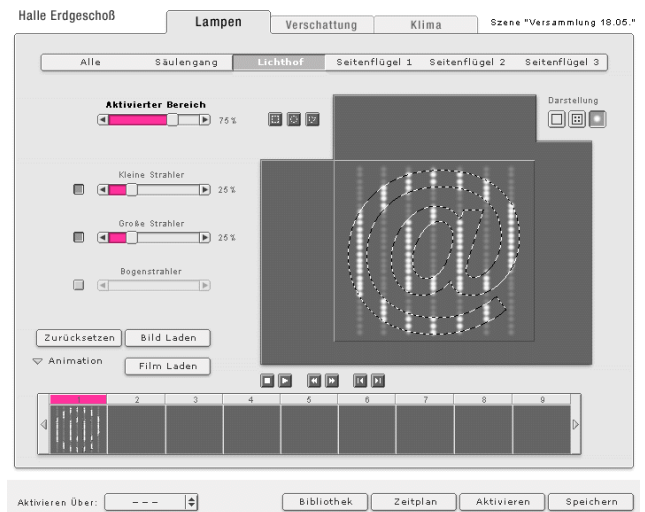 Halle Erdgeschoß
Lampen Verschattung Klima Szene "Versammlung 18.05."
Alle Säulengang Lichthof Seitenflügel 1 Seitenflügel 2 Seitenflügel 3
Aktivierter Bereich
75%
Darstellung
Kleine Strahler
25%
Große Strahler
25%
Bogenstrahler
Zurücksetzen Bild Laden
Animation Film Laden
1 2 3 4 5 6 7 8 9
Aktivieren Über: --- Bibliothek Zeitplan Aktivieren Speichern